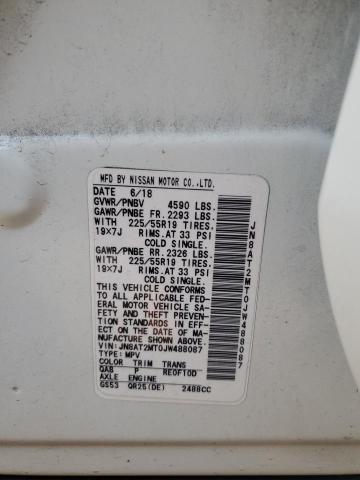 MFD BY NISSAN MOTOR CO.,LTD.
DATE 6/18
GVWR/PNBV 4590 LBS.
GAWR/PNBE FR. 2293 LBS.
WITH 225/55R19 TIRES.
19X7J RIMS.AT 33 PSI
COLD SINGLE.
GAWR/PNBE RR. 2326 LBS.
WITH 225/55R19 TIRES.
19X7J RIMS.AT 33 PSI
COLD SINGLE.
THIS VEHICLE CONFORMS
TO ALL APPLICABLE FED-
ERAL MOTOR VEHICLE SA-
FETY AND THEFT PREVENTI-
ON STANDARDS IN EFF-
ECT ON THE DATE OF MA-
NUFACTURE SHOWN ABOVE.
VIN: JN8AT2MT0JW488087
TYPE: MPV
COLOR TRIM TRANS
QAB P RE0F10D
AXLE ENGINE
GS53 QR25(DE) 2488CC
JN8AT2MT0JW488087